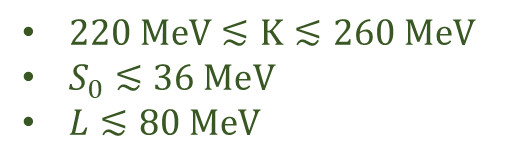 • 220 MeV ≲ K ≲ 260 MeV
• S₀ ≲ 36 MeV
• L ≲ 80 MeV